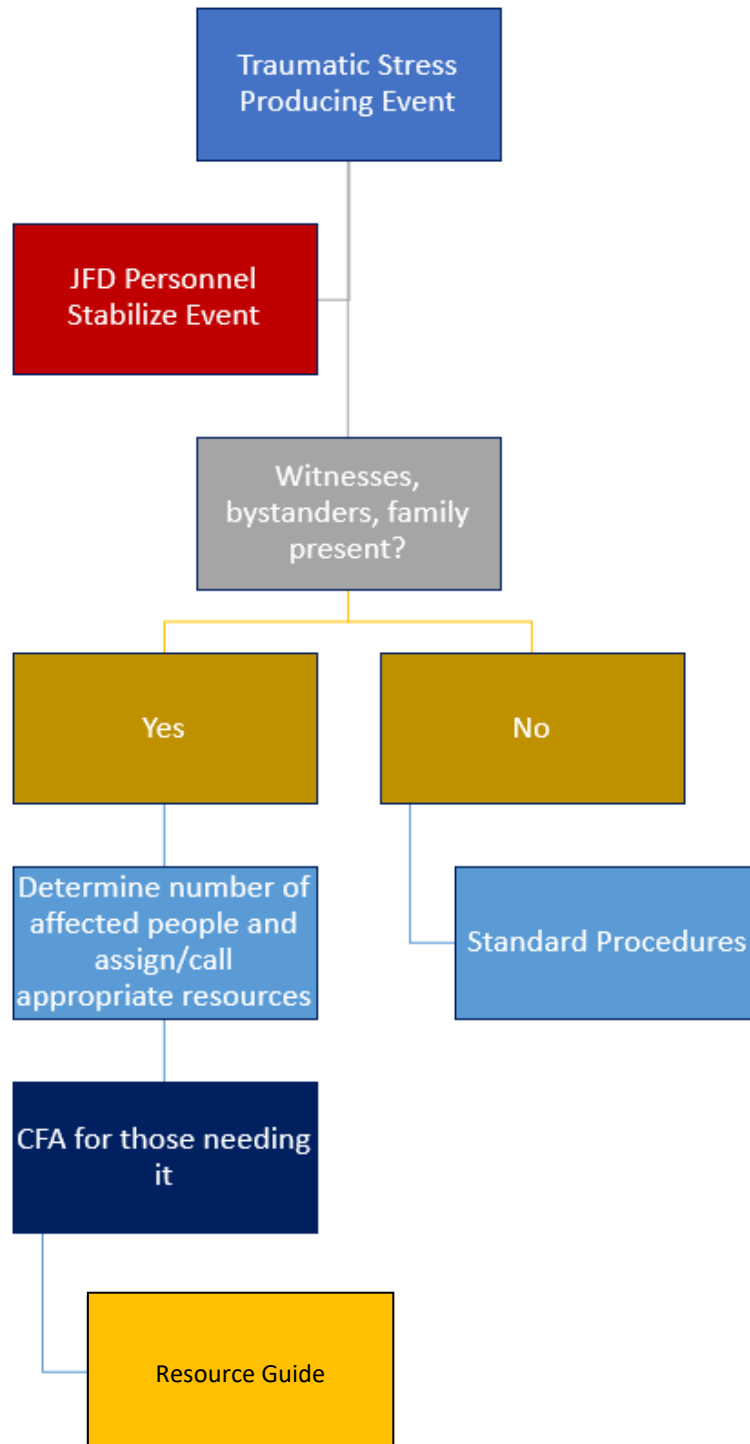 Traumatic Stress
Producing Event
JFD Personnel
Stabilize Event
Witnesses,
bystanders, family
present?
Yes
No
Determine number of
affected people and
assign/call
appropriate resources
Standard Procedures
CFA for those needing
it
Resource Guide